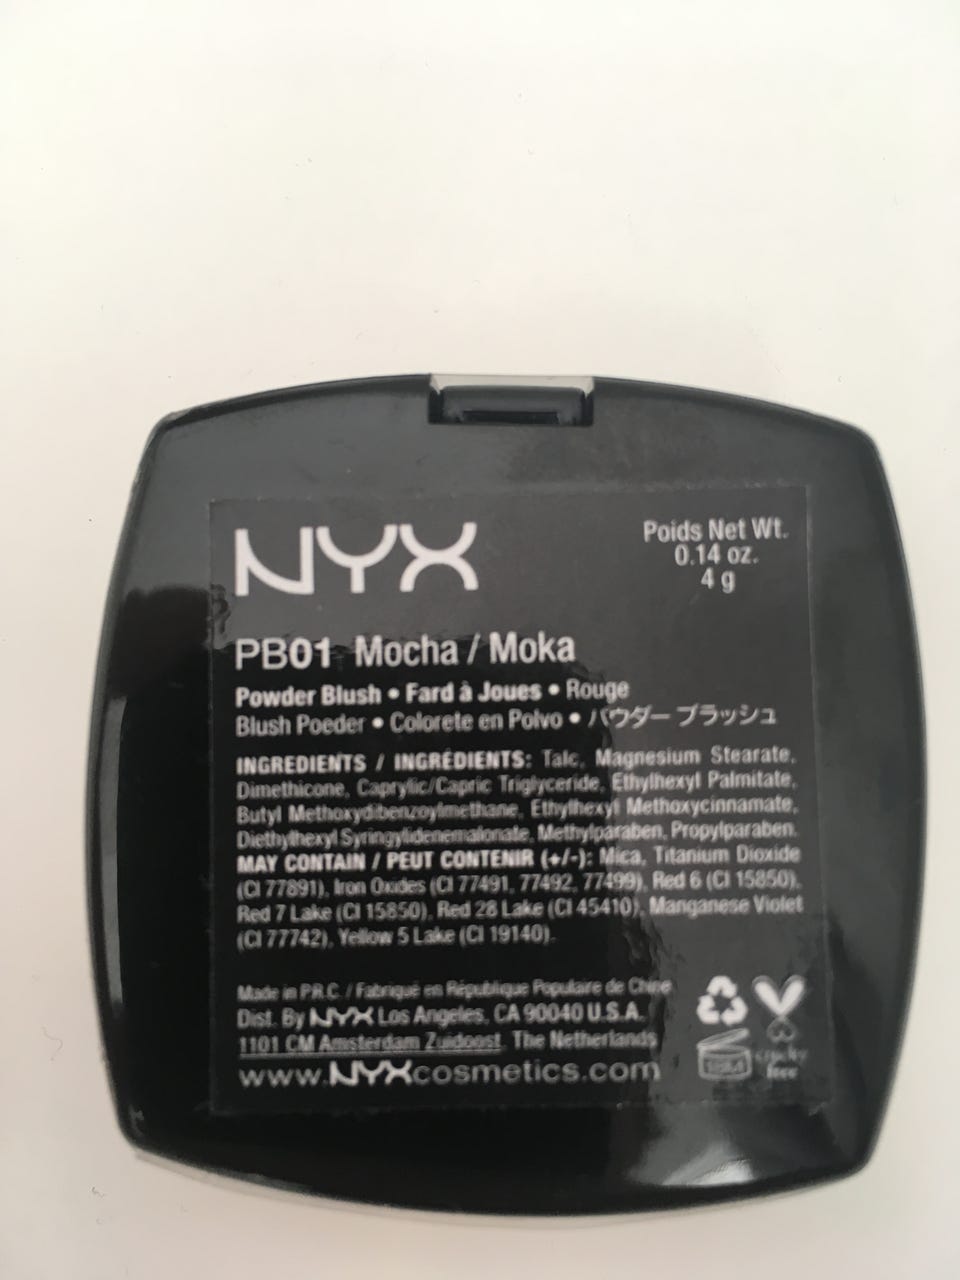 NYX
Poids Net Wt.
0.14 oz.
4 g
PB01 Mocha / Moka
Powder Blush • Fard à Joues • Rouge
Blush Poeder • Colorete en Polvo • パウダー ブラッシュ
INGREDIENTS / INGRÉDIENTS: Talc, Magnesium Stearate,
Dimethicone, Caprylic/Capric Triglyceride, Ethylhexyl Palmitate,
Butyl Methoxydibenzoylmethane, Ethylhexyl Methoxycinnamate,
Diethylhexyl Syringylidenemalonate, Methylparaben, Propylparaben.
MAY CONTAIN / PEUT CONTENIR (+/-): Mica, Titanium Dioxide
(CI 77891), Iron Oxides (CI 77491, 77492, 77499), Red 6 (CI 15850),
Red 7 Lake (CI 15850), Red 28 Lake (CI 45410), Manganese Violet
(CI 77742), Yellow 5 Lake (CI 19140).
Made in P.R.C. / Fabriqué en République Populaire de Chine
Dist. By NYX Los Angeles, CA 90040 U.S.A.
1101 CM Amsterdam Zuidoost, The Netherlands
www.NYXcosmetics.com
18M
cruelty
free